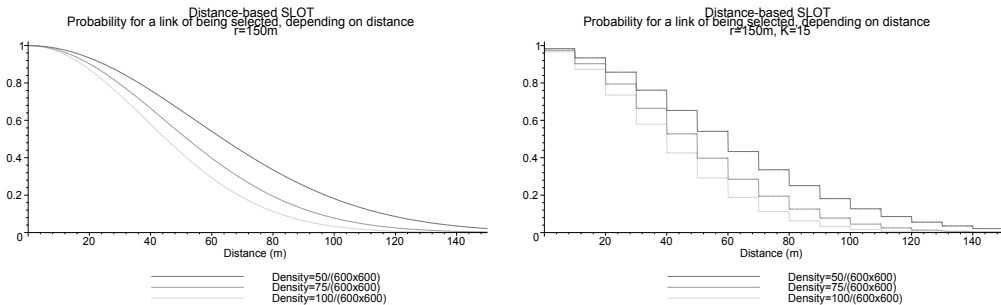 Distance-based SLOT
Probability for a link of being selected, depending on distance
r=150m
1
0.8
0.6
0.4
0.2
0
20
40
60
80
100
120
140
Distance (m)
Density=50/(600x600)
Density=75/(600x600)
Density=100/(600x600)
Distance-based SLOT
Probability for a link of being selected, depending on distance
r=150m, K=15
1
0.8
0.6
0.4
0.2
0
20
40
60
80
100
120
140
Distance (m)
Density=50/(600x600)
Density=75/(600x600)
Density=100/(600x600)